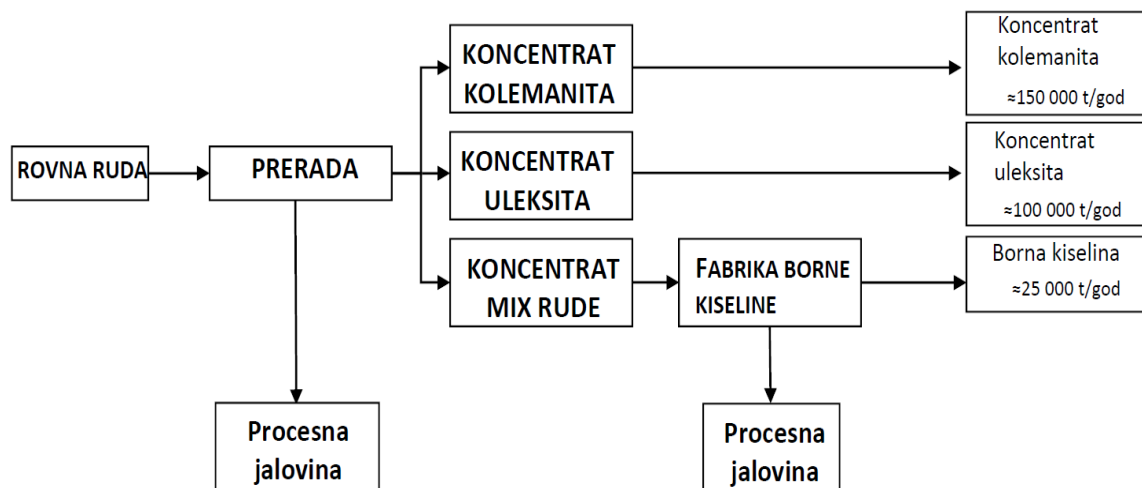 ROVNA RUDA
PRERADA
KONCENTRAT
KOLEMANITA
Koncentrat
kolemanita
≈150 000 t/god
KONCENTRAT
ULEKSITA
Koncentrat
uleksita
≈100 000 t/god
KONCENTRAT
MIX RUDE
FABRIKA BORNE
KISELINE
Borna kiselina
≈25 000 t/god
Procesna
jalovina
Procesna
jalovina